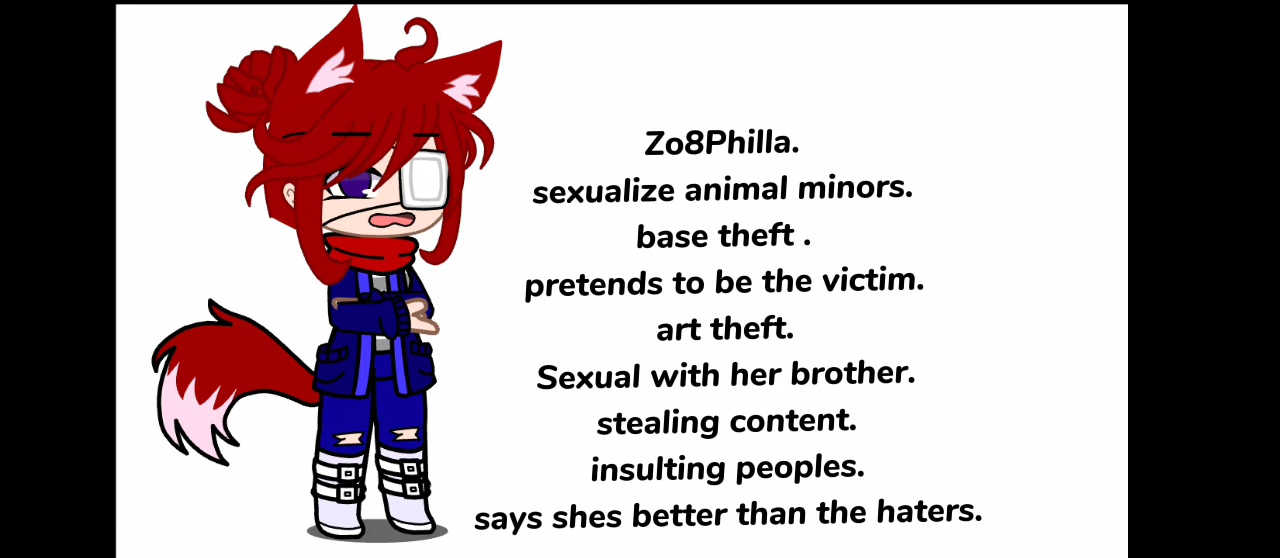 Zo8Philla.
sexualize animal minors.
base theft .
pretends to be the victim.
art theft.
Sexual with her brother.
stealing content.
insulting peoples.
says shes better than the haters.